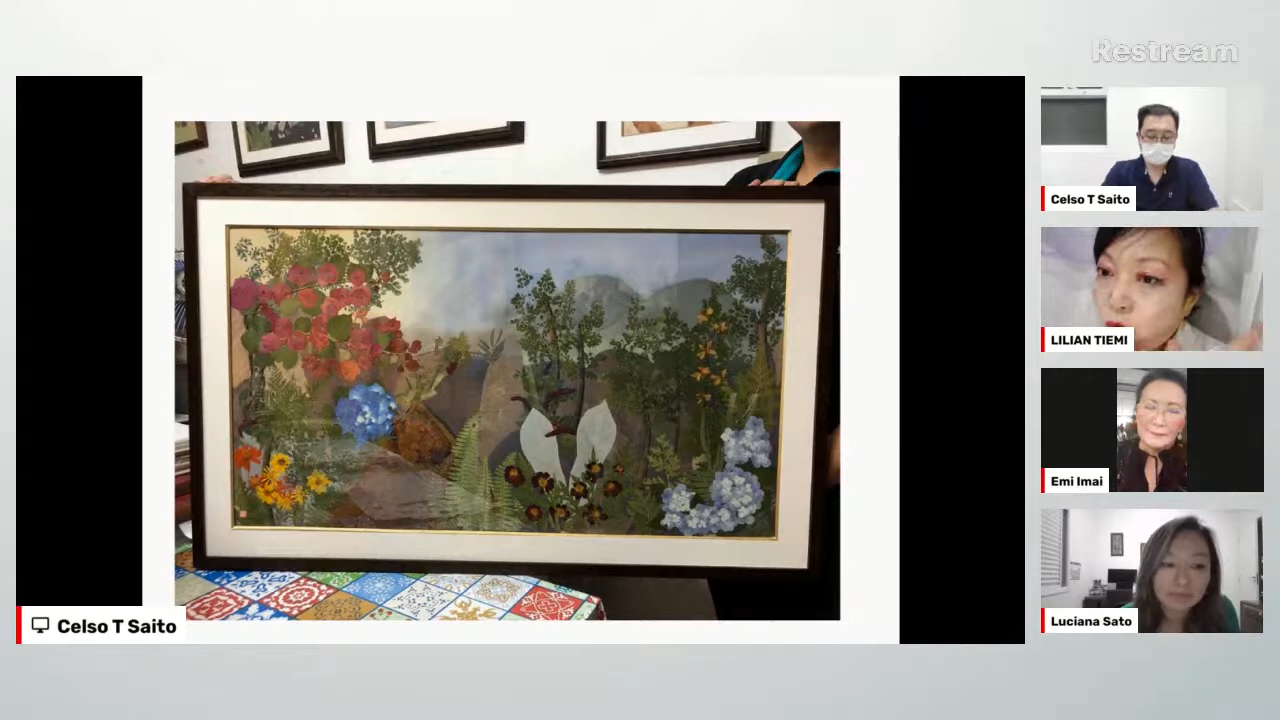 Restream
Celso T Saito
LILIAN TIEMI
Emi Imai
Luciana Sato
Celso T Saito